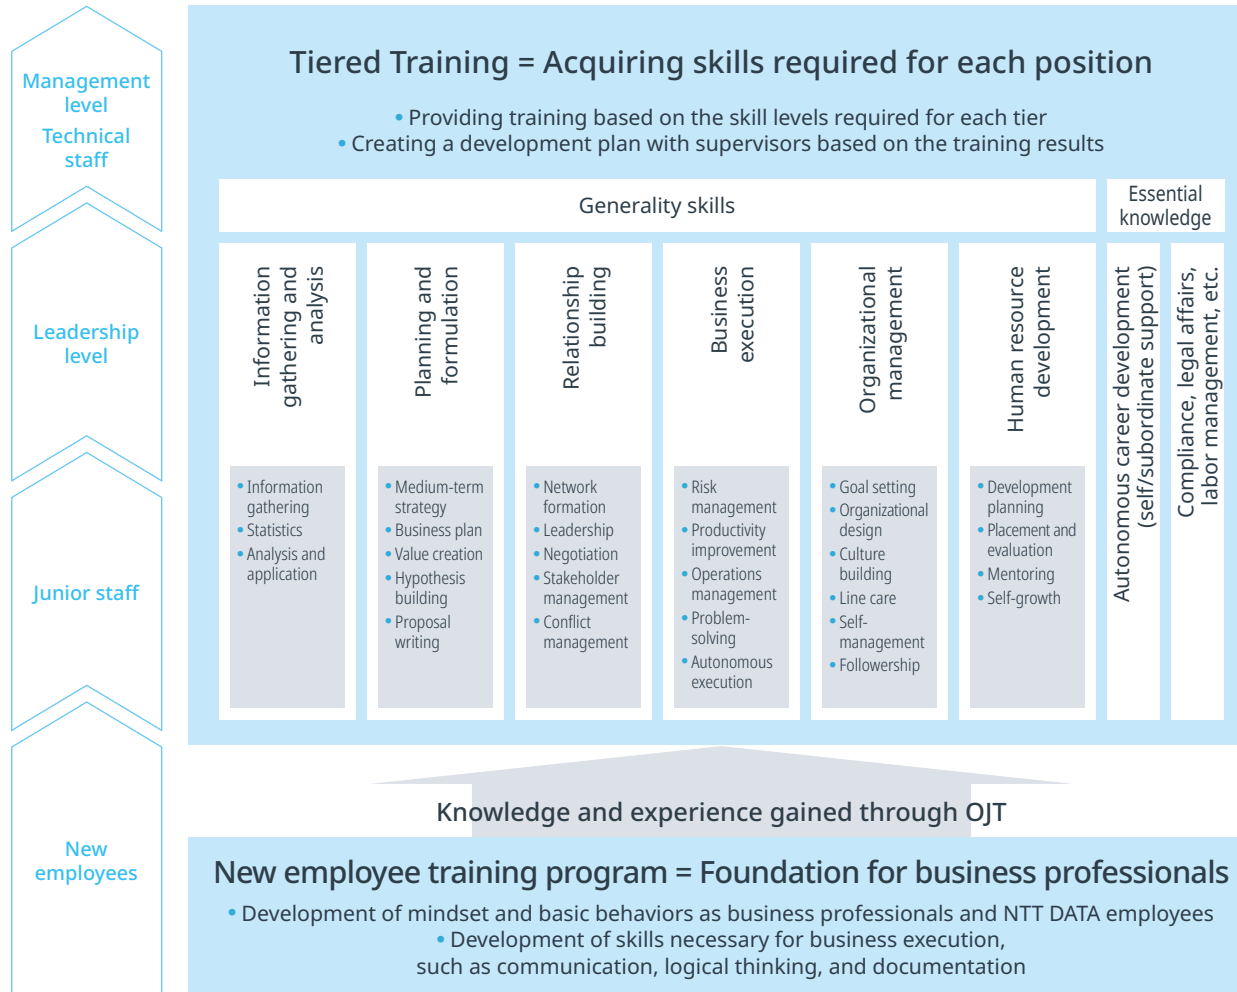 Management
level
Technical
staff
Leadership
level
Junior staff
New
employees
Tiered Training = Acquiring skills required for each position
• Providing training based on the skill levels required for each tier
• Creating a development plan with supervisors based on the training results
Generality skills
Essential
knowledge
Information
gathering and
analysis
• Information
gathering
• Statistics
• Analysis and
application
Planning and
formulation
• Medium-term
strategy
• Business plan
• Value creation
• Hypothesis
building
• Proposal
writing
Relationship
building
• Network
formation
• Leadership
• Negotiation
• Stakeholder
management
• Conflict
management
Business
execution
• Risk
management
• Productivity
improvement
• Operations
management
• Problem-
solving
• Autonomous
execution
Organizational
management
• Goal setting
• Organizational
design
• Culture
building
• Line care
• Self-
management
• Followership
Human resource
development
• Development
planning
• Placement and
evaluation
• Mentoring
• Self-growth
Autonomous career development
(self/subordinate support)
Compliance, legal affairs,
labor management, etc.
Knowledge and experience gained through OJT
New employee training program = Foundation for business professionals
• Development of mindset and basic behaviors as business professionals and NTT DATA employees
• Development of skills necessary for business execution,
such as communication, logical thinking, and documentation